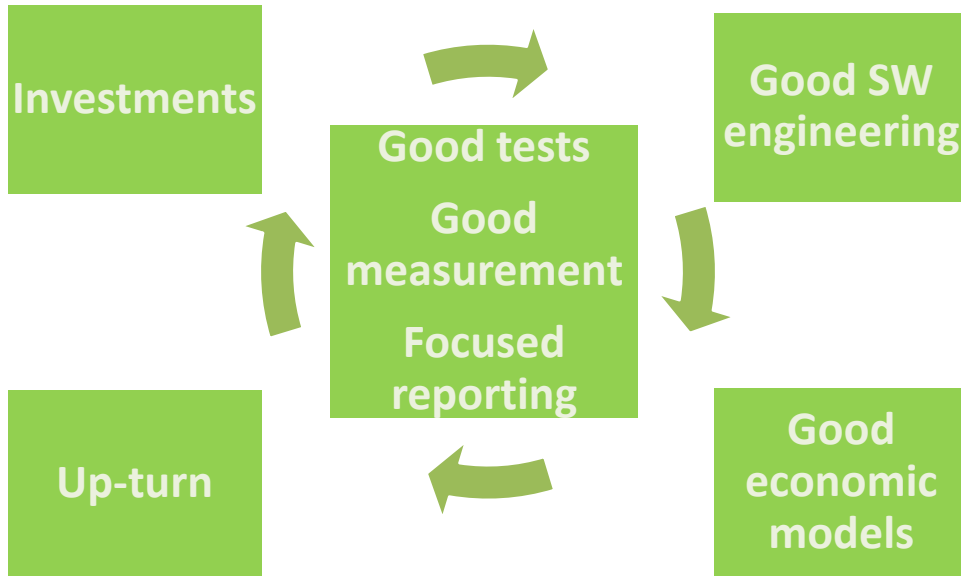 Investments
Good SW
engineering
Good tests
Good
measurement
Focused
reporting
Up-turn
Good
economic
models